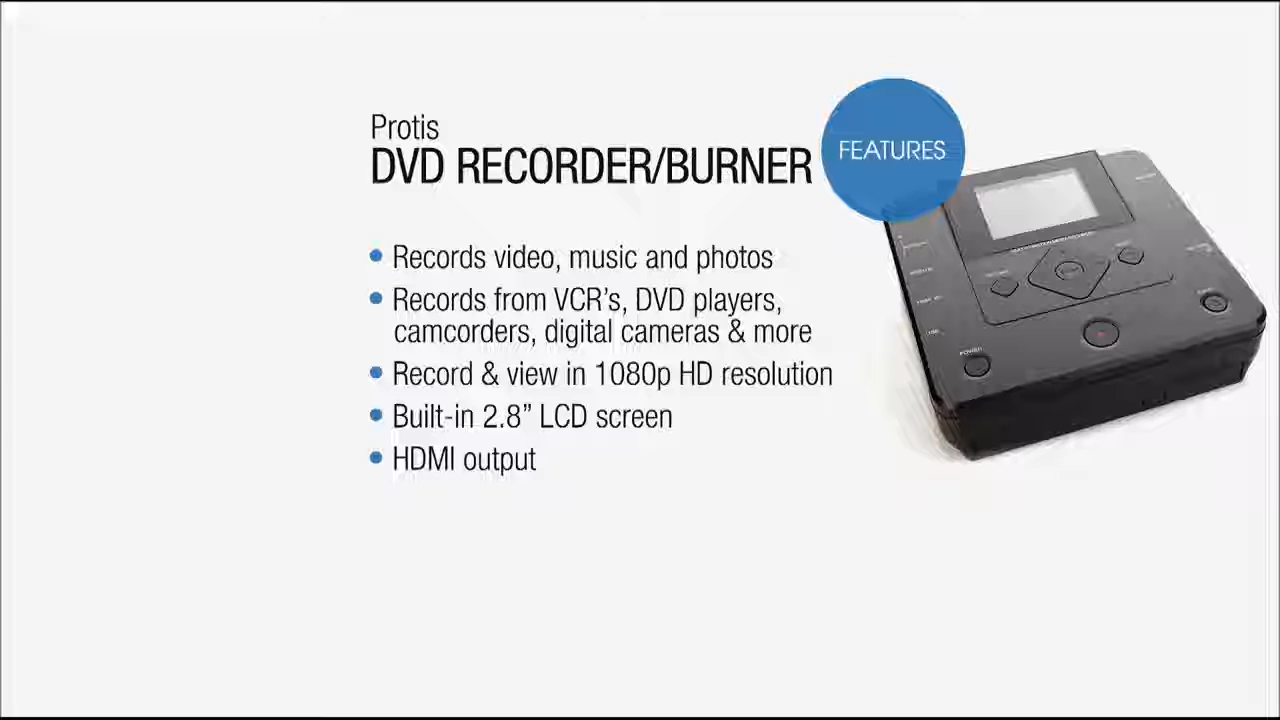 Protis
DVD RECORDER/BURNER
FEATURES
• Records video, music and photos
• Records from VCR’s, DVD players,
camcorders, digital cameras & more
• Record & view in 1080p HD resolution
• Built-in 2.8” LCD screen
• HDMI output
POWER